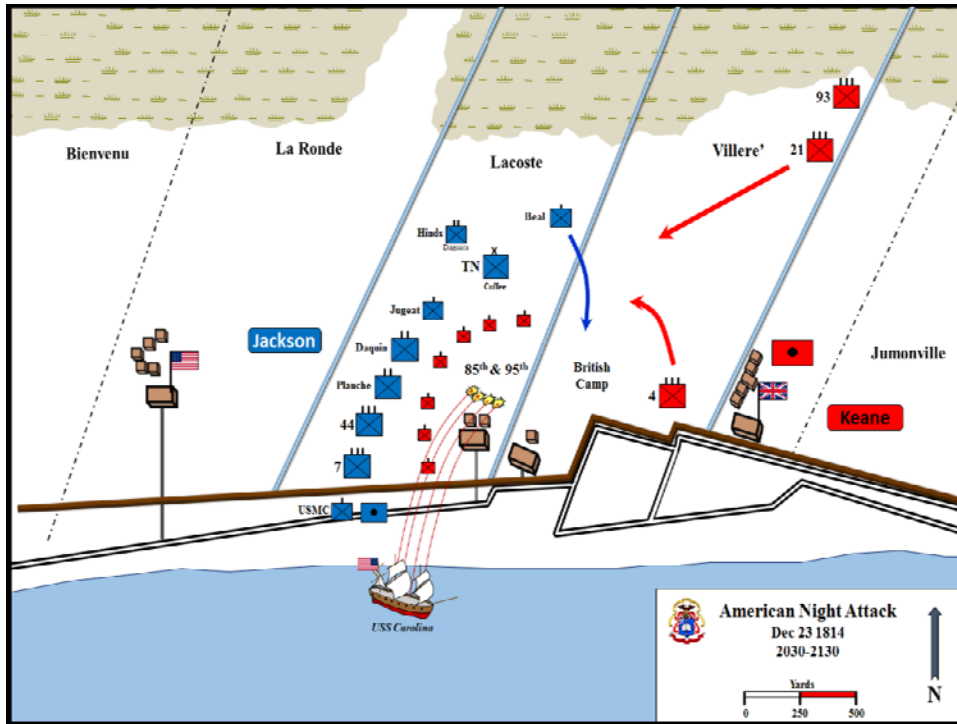 93
Bienvenu
La Ronde
Lacoste
Villere'
21
Beal
Hinds
Dragoons
TN
Coffee
Jugeat
Jackson
Daquin
85th & 95th
British
Camp
Jumonville
Plauche
4
Keane
44
7
USMC
USS Carolina
American Night Attack
Dec 23 1814
2030-2130
Yards
0 250 500
N